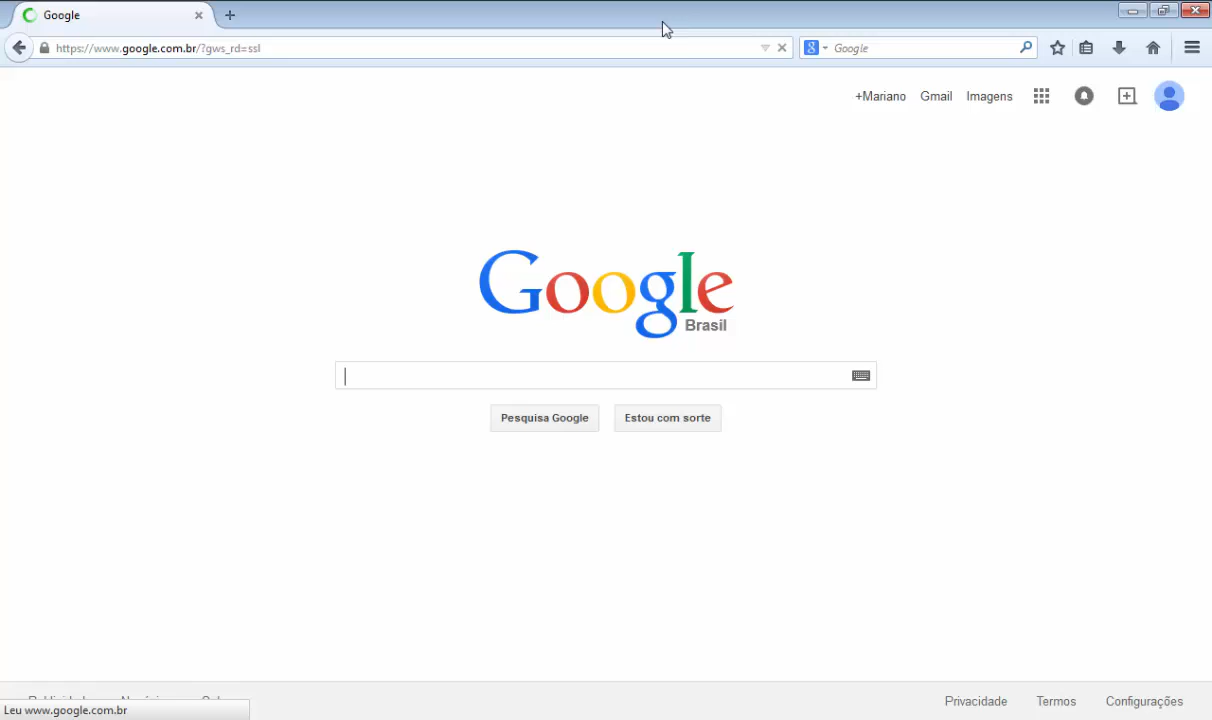 Google
https://www.google.com.br/?gws_rd=ssl
Google
+Mariano Gmail Imagens
Google
Brasil
Pesquisa Google Estou com sorte
Privacidade Termos Configurações
Leu www.google.com.br